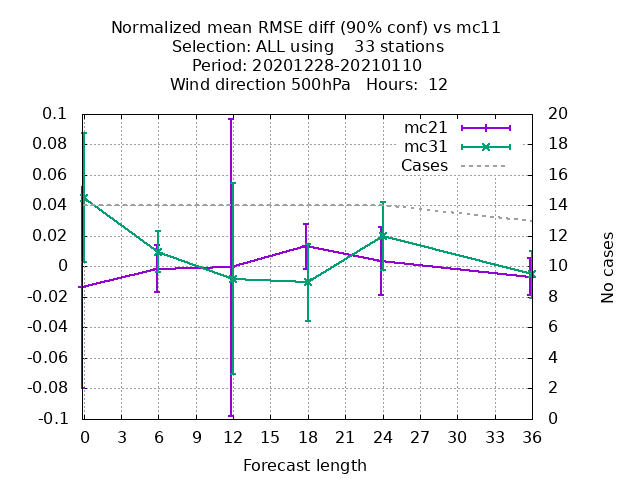 Normalized mean RMSE diff (90% conf) vs mc11
Selection: ALL using    33 stations
Period: 20201228-20210110
Wind direction 500hPa   Hours:  12
0.1
0.08
0.06
0.04
0.02
0
-0.02
-0.04
-0.06
-0.08
-0.1
mc21
mc31
Cases
20
18
16
14
12
10
8
6
4
2
0
No cases
0 3 6 9 12 15 18 21 24 27 30 33 36
Forecast length